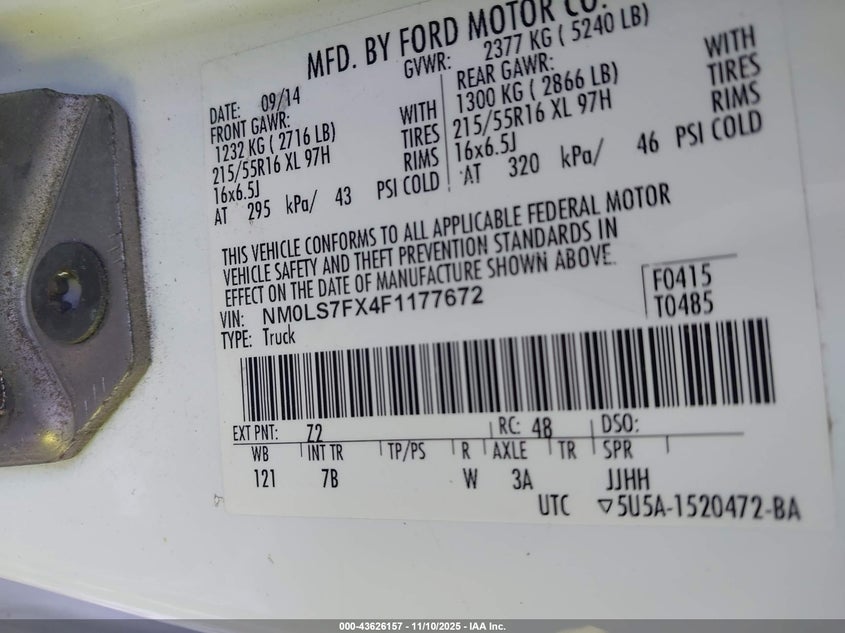 MFD. BY FORD MOTOR CO.
DATE: 09/14
GVWR: 2377 KG ( 5240 LB)
FRONT GAWR:
1232 KG ( 2716 LB) WITH
215/55R16 XL 97H TIRES
16x6.5J RIMS
AT 295 kPa/ 43 PSI COLD
REAR GAWR:
1300 KG ( 2866 LB) WITH
215/55R16 XL 97H TIRES
16x6.5J RIMS
AT 320 kPa/ 46 PSI COLD
THIS VEHICLE CONFORMS TO ALL APPLICABLE FEDERAL MOTOR
VEHICLE SAFETY AND THEFT PREVENTION STANDARDS IN
EFFECT ON THE DATE OF MANUFACTURE SHOWN ABOVE.
VIN: NM0LS7FX4F1177672
TYPE: Truck
F0415
T0485
EXT PNT: Z2 RC: 48 DSO:
WB INT TR TP/PS R AXLE TR SPR
121 7B W 3A JJHH
UTC ▽5U5A-1520472-BA
000-43626157 - 11/10/2025 - IAA Inc.